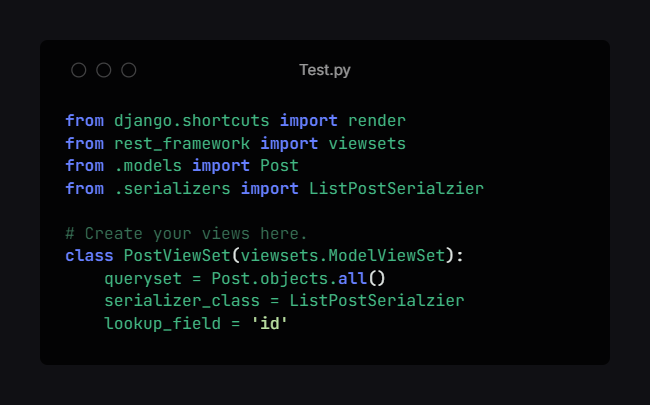 Test.py
from django.shortcuts import render
from rest_framework import viewsets
from .models import Post
from .serializers import ListPostSerialzier
# Create your views here.
class PostViewSet(viewsets.ModelViewSet):
    queryset = Post.objects.all()
    serializer_class = ListPostSerialzier
    lookup_field = 'id'